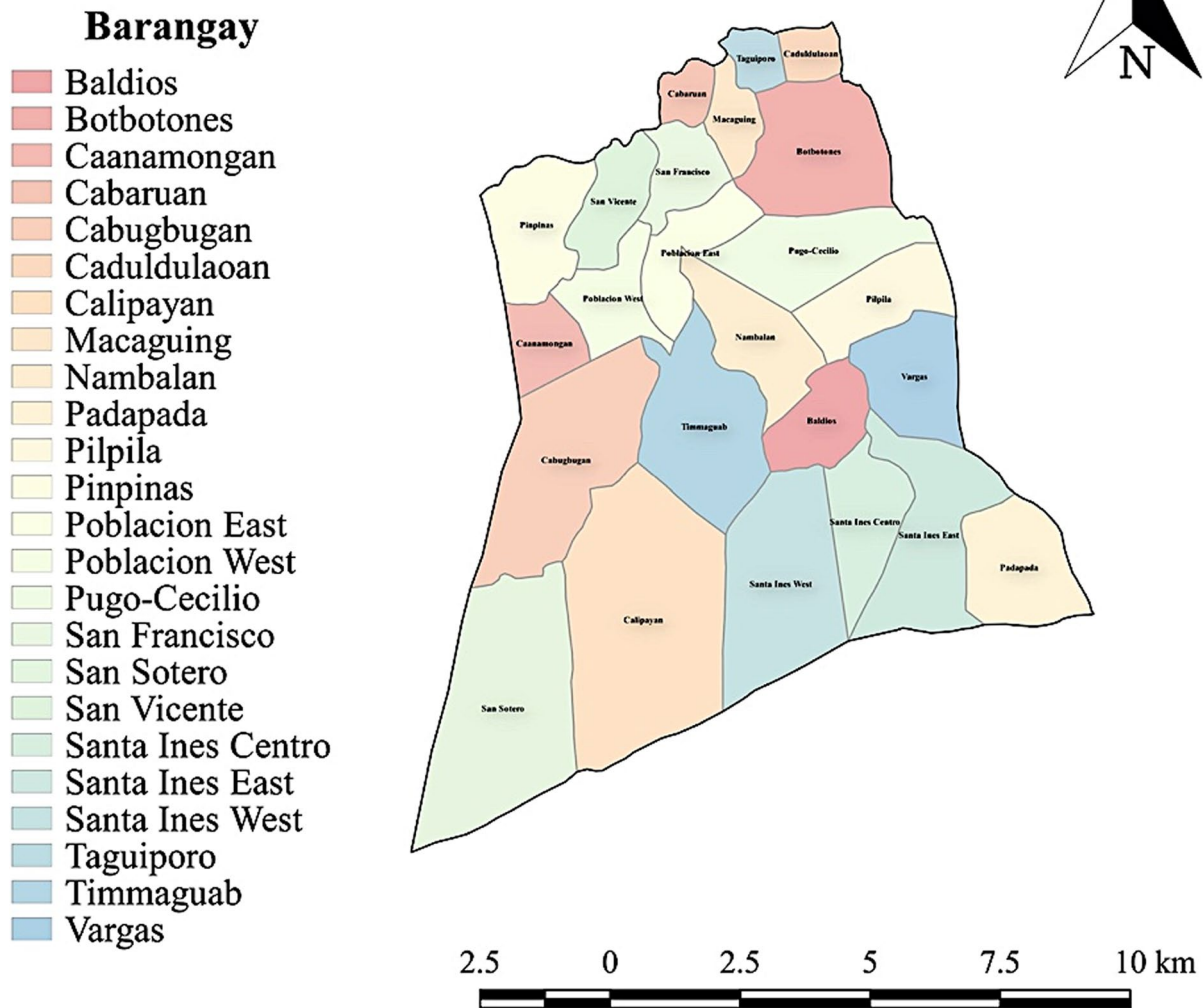 Barangay
Baldios
Botbotones
Caanamongan
Cabaruan
Cabugbugan
Caduldulaoan
Calipayan
Macaguing
Nambalan
Padapada
Pilpila
Pinpinas
Poblacion East
Poblacion West
Pugo-Cecilio
San Francisco
San Sotero
San Vicente
Santa Ines Centro
Santa Ines East
Santa Ines West
Taguiporo
Timmaguab
Vargas
N
Caduldulaoan
Taguiporo
Cabaruan
Macaguing
Botbotones
San Francisco
San Vicente
Pinpinas
Poblacion East
Pugo-Cecilio
Poblacion West
Pilpila
Nambalan
Caanamongan
Vargas
Baldios
Timmaguab
Cabugbugan
Santa Ines Centro
Santa Ines East
Padapada
Santa Ines West
Calipayan
San Sotero
2.5 0 2.5 5 7.5 10 km